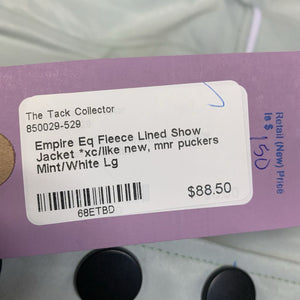 The Tack Collector
850029-529
Empire Eq Fleece Lined Show
Jacket *xc/like new, mnr puckers
Mint/White Lg
$88.50
68ETBD
Retail (New) Price
is $ 150